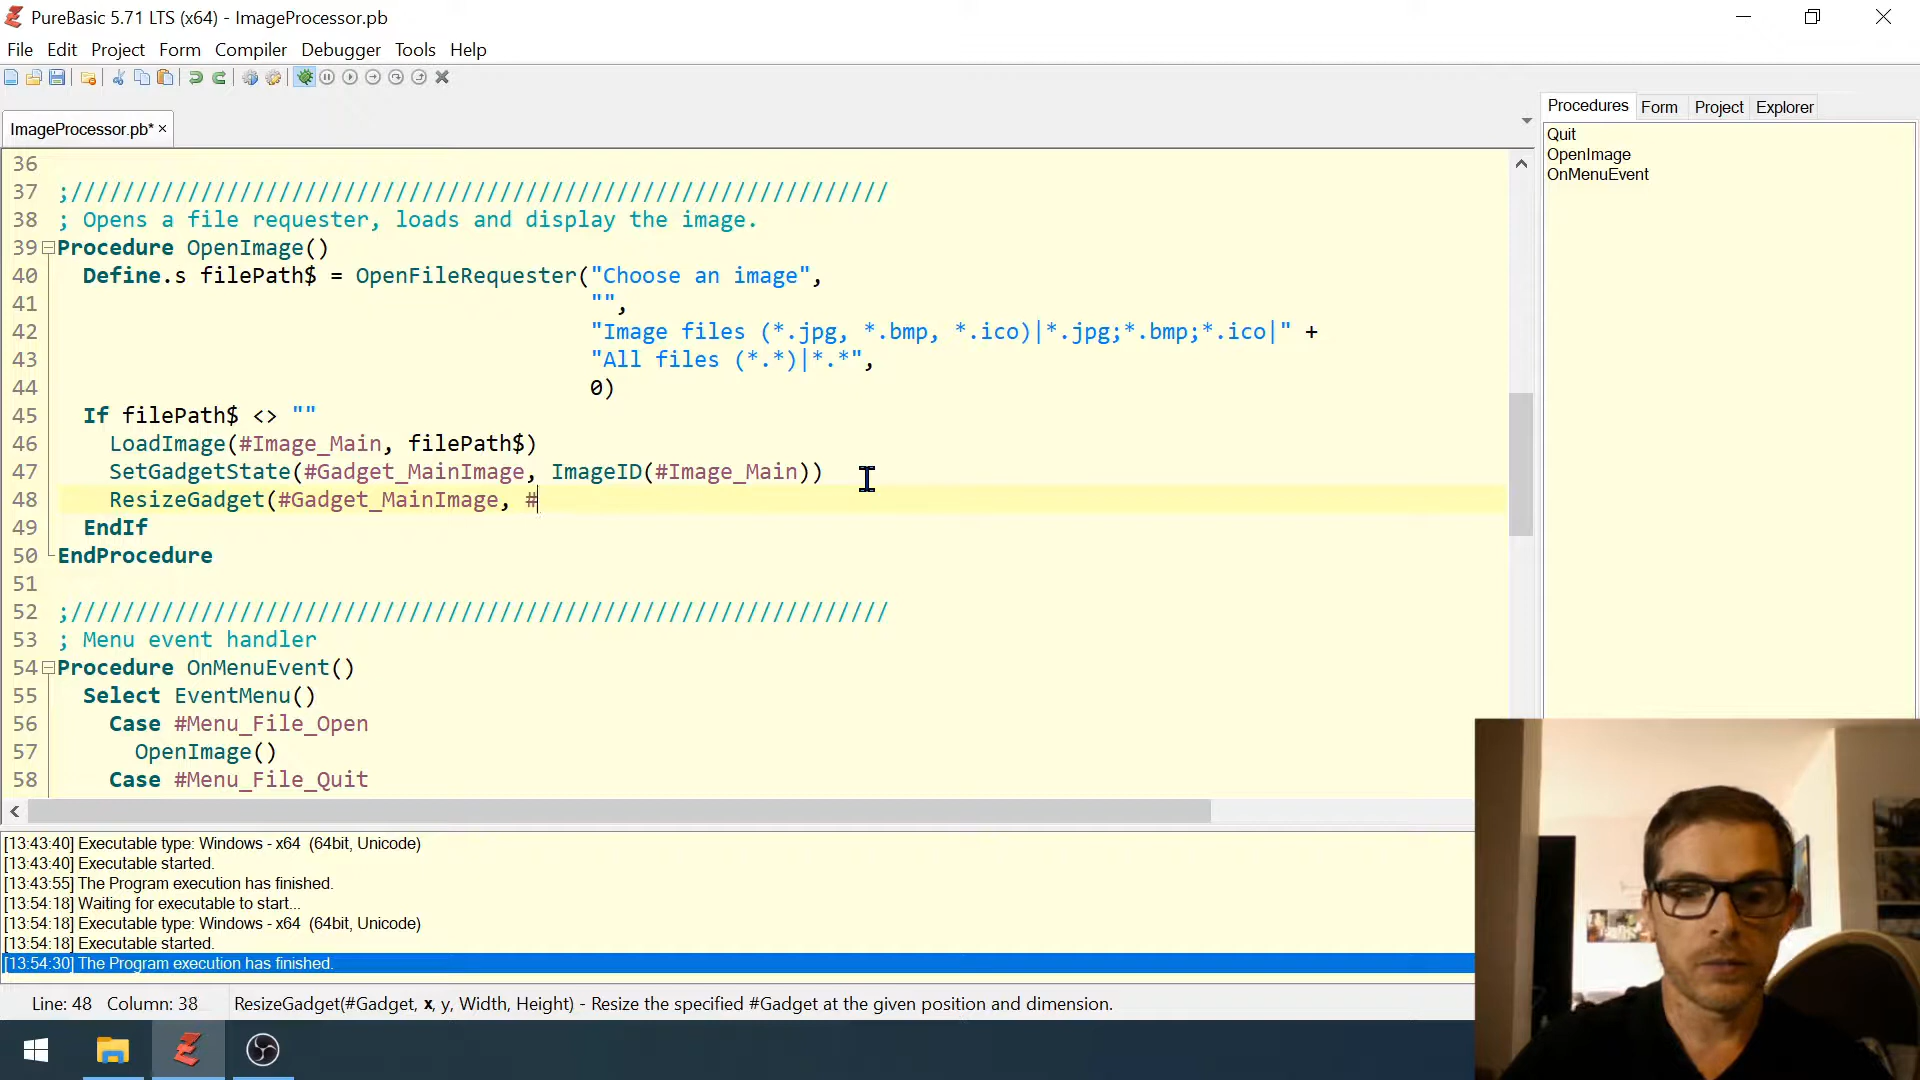 PureBasic 5.71 LTS (x64) - ImageProcessor.pb
File Edit Project Form Compiler Debugger Tools Help
ImageProcessor.pb*
Procedures Form Project Explorer
Quit
OpenImage
OnMenuEvent
36
37 ;///////////////////////////////////////////////////////////////
38 ; Opens a file requester, loads and display the image.
39 Procedure OpenImage()
40 Define.s filePath$ = OpenFileRequester("Choose an image",
41 "",
42 "Image files (*.jpg, *.bmp, *.ico)|*.jpg;*.bmp;*.ico|" +
43 "All files (*.*)|*.*",
44 0)
45 If filePath$ <> ""
46 LoadImage(#Image_Main, filePath$)
47 SetGadgetState(#Gadget_MainImage, ImageID(#Image_Main))
48 ResizeGadget(#Gadget_MainImage, #
49 EndIf
50 EndProcedure
51
52 ;///////////////////////////////////////////////////////////////
53 ; Menu event handler
54 Procedure OnMenuEvent()
55 Select EventMenu()
56 Case #Menu_File_Open
57 OpenImage()
58 Case #Menu_File_Quit
[13:43:40] Executable type: Windows - x64 (64bit, Unicode)
[13:43:40] Executable started.
[13:43:55] The Program execution has finished.
[13:54:18] Waiting for executable to start...
[13:54:18] Executable type: Windows - x64 (64bit, Unicode)
[13:54:18] Executable started.
[13:54:30] The Program execution has finished.
Line: 48 Column: 38 ResizeGadget(#Gadget, x, y, Width, Height) - Resize the specified #Gadget at the given position and dimension.